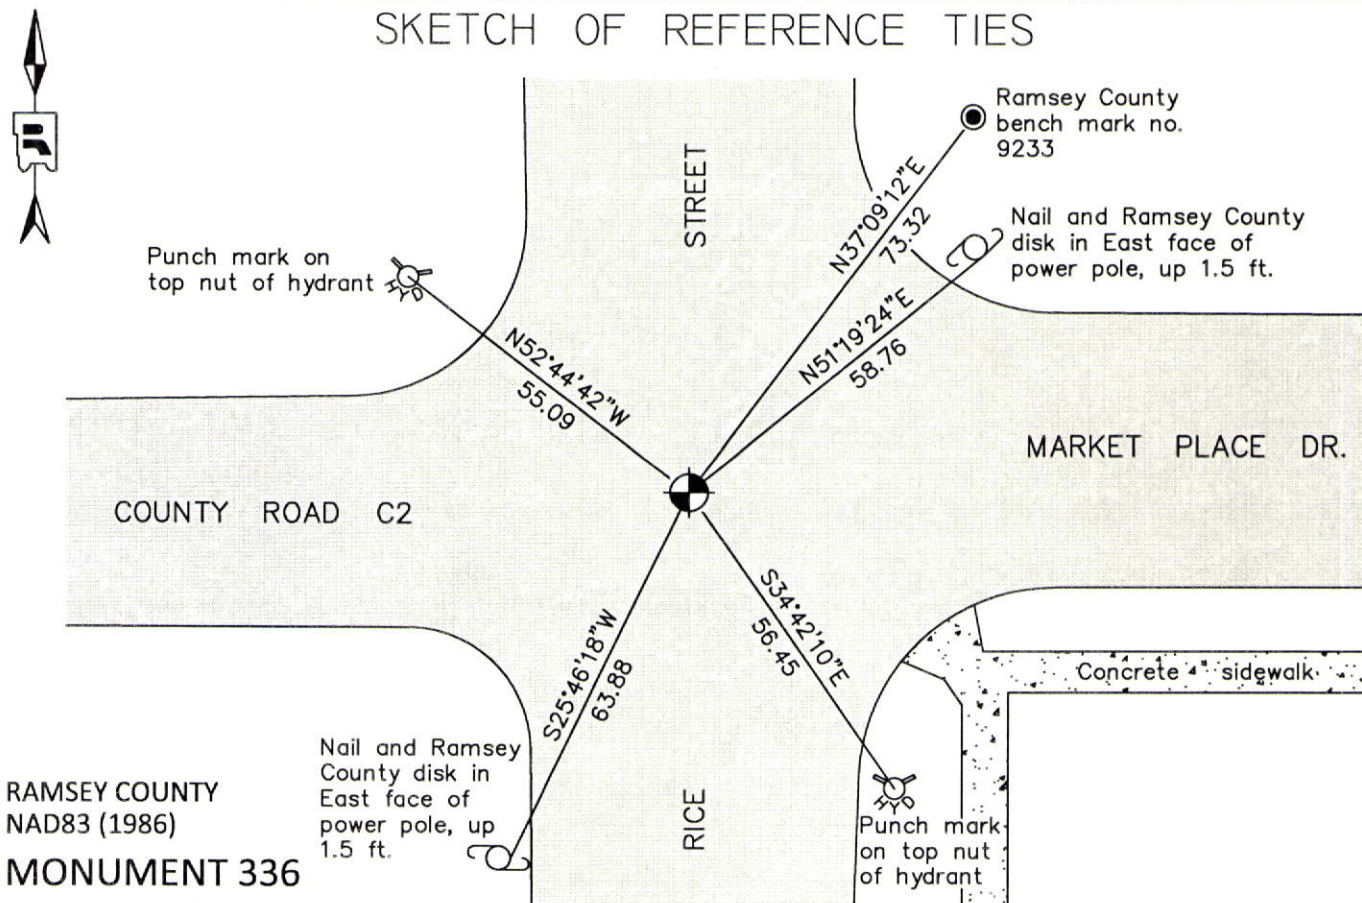 SKETCH OF REFERENCE TIES
R
Ramsey County
bench mark no.
9233
STREET
N37°09'12"E
73.32
Nail and Ramsey County
disk in East face of
power pole, up 1.5 ft.
Punch mark on
top nut of hydrant
HYD
N52°44'42"W
55.09
N51°19'24"E
58.76
MARKET PLACE DR.
COUNTY ROAD C2
S25°46'18"W
63.88
S34°42'10"E
56.45
Concrete sidewalk
Nail and Ramsey
County disk in
East face of
power pole, up
1.5 ft.
RICE
HYD
Punch mark
on top nut
of hydrant
RAMSEY COUNTY
NAD83 (1986)
MONUMENT 336